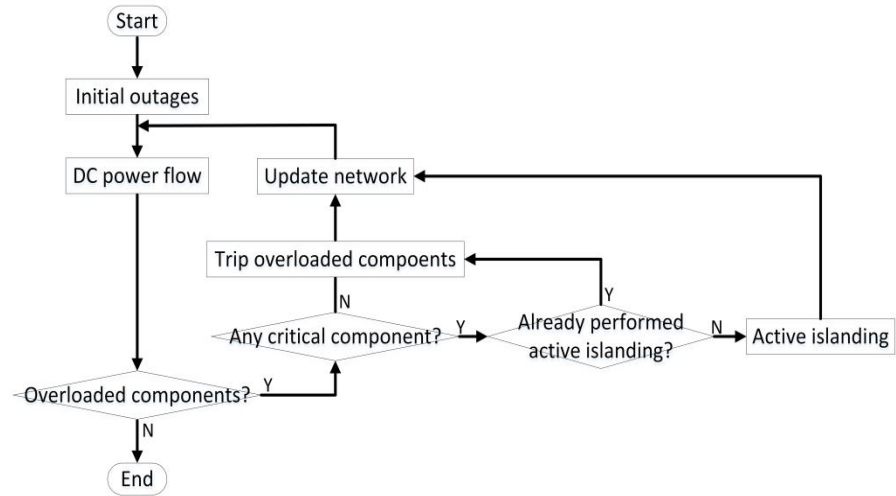 Start
Initial outages
DC power flow
Update network
Trip overloaded compoents
N
Y
Any critical component?
Y
Already performed
active islanding?
N
Active islanding
Overloaded components?
Y
N
End